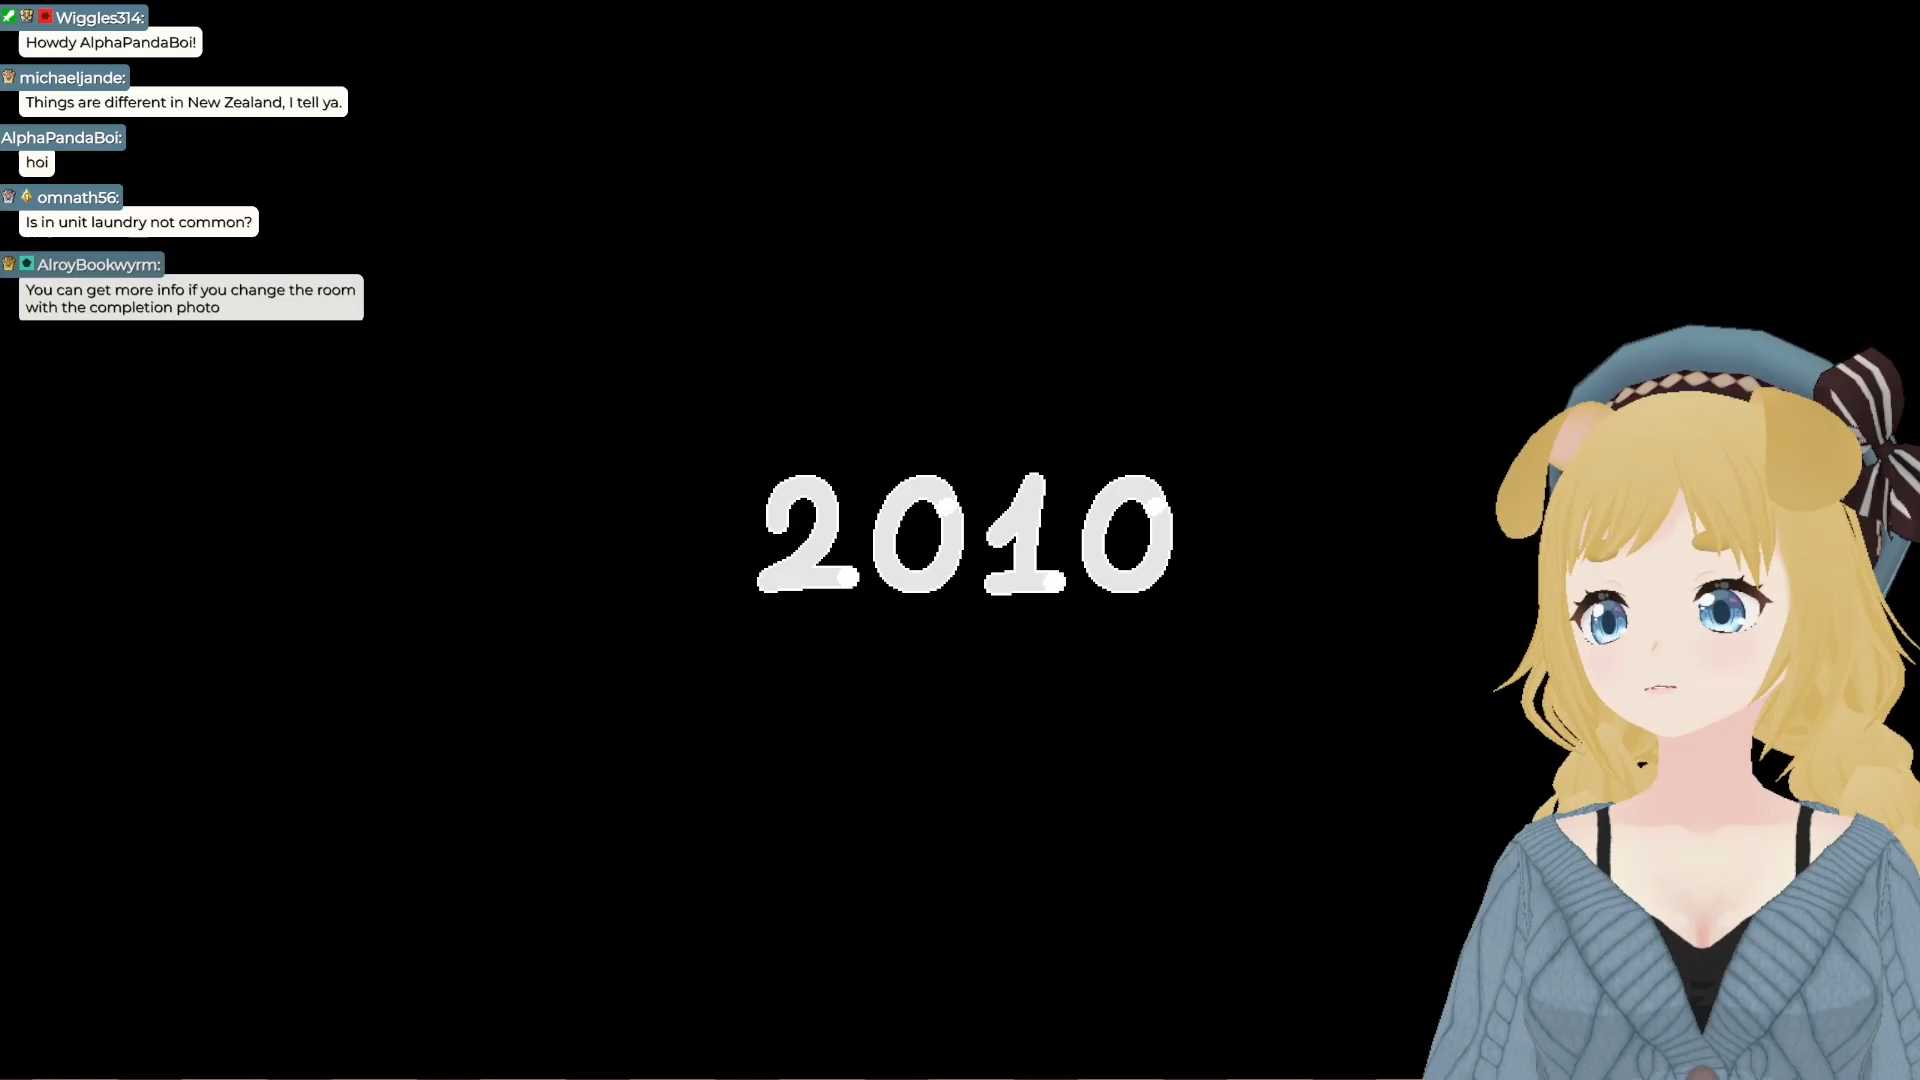 Wiggles314:
Howdy AlphaPandaBoi!
michaeljande:
Things are different in New Zealand, I tell ya.
AlphaPandaBoi:
hoi
omnath56:
Is in unit laundry not common?
AlroyBookwyrm:
You can get more info if you change the room
with the completion photo
2010